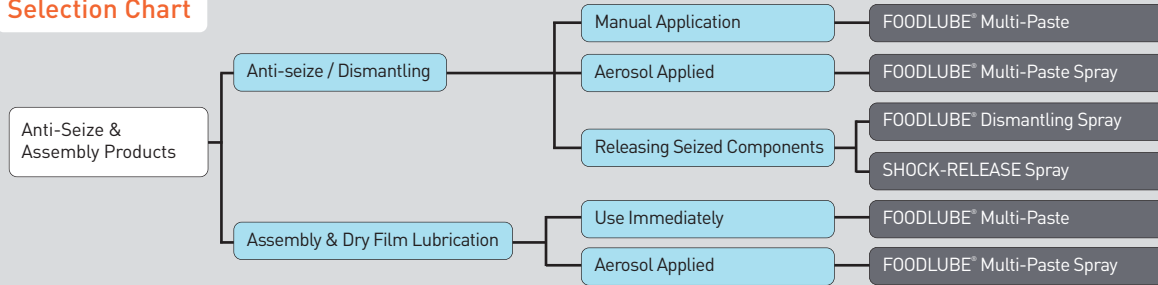 Selection Chart
Manual Application
FOODLUBE® Multi-Paste
Anti-seize / Dismantling
Aerosol Applied
FOODLUBE® Multi-Paste Spray
Anti-Seize &
Assembly Products
Releasing Seized Components
FOODLUBE® Dismantling Spray
SHOCK-RELEASE Spray
Assembly & Dry Film Lubrication
Use Immediately
FOODLUBE® Multi-Paste
Aerosol Applied
FOODLUBE® Multi-Paste Spray